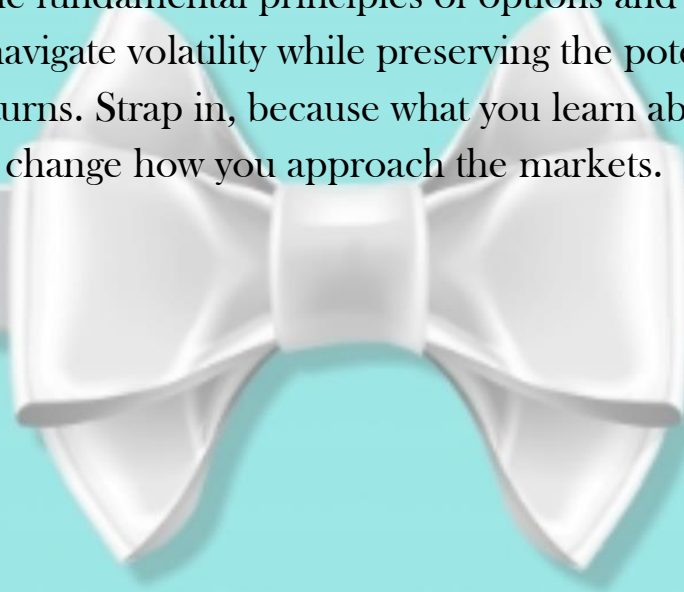 fundamental principles of options and
navigate volatility while preserving the
Strap in, because what you learn
change how you approach the markets.